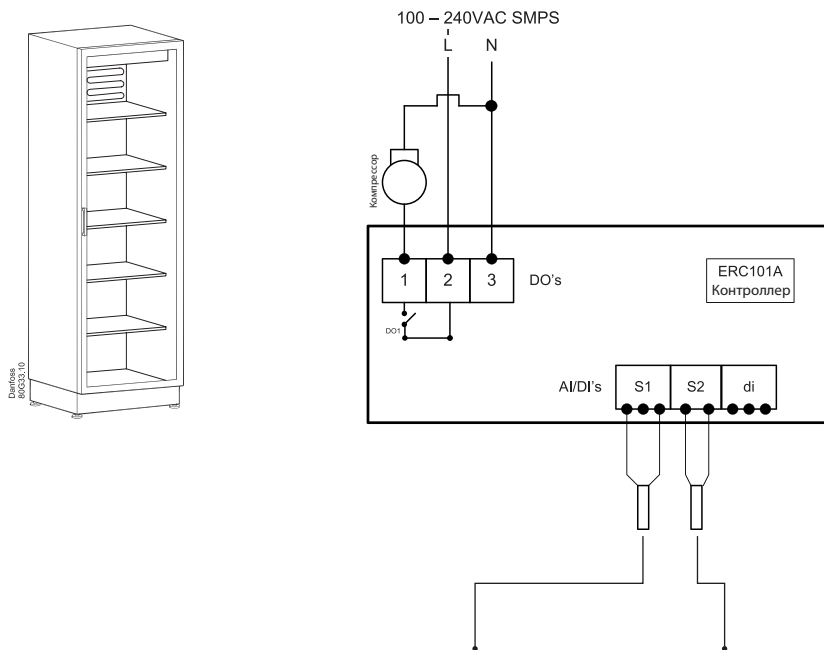 100 – 240VAC SMPS
L N
Компрессор
1 2 3 DO's
DO1
ERC101A
Контроллер
AI/DI's S1 S2 di
Danfoss
80G33.10